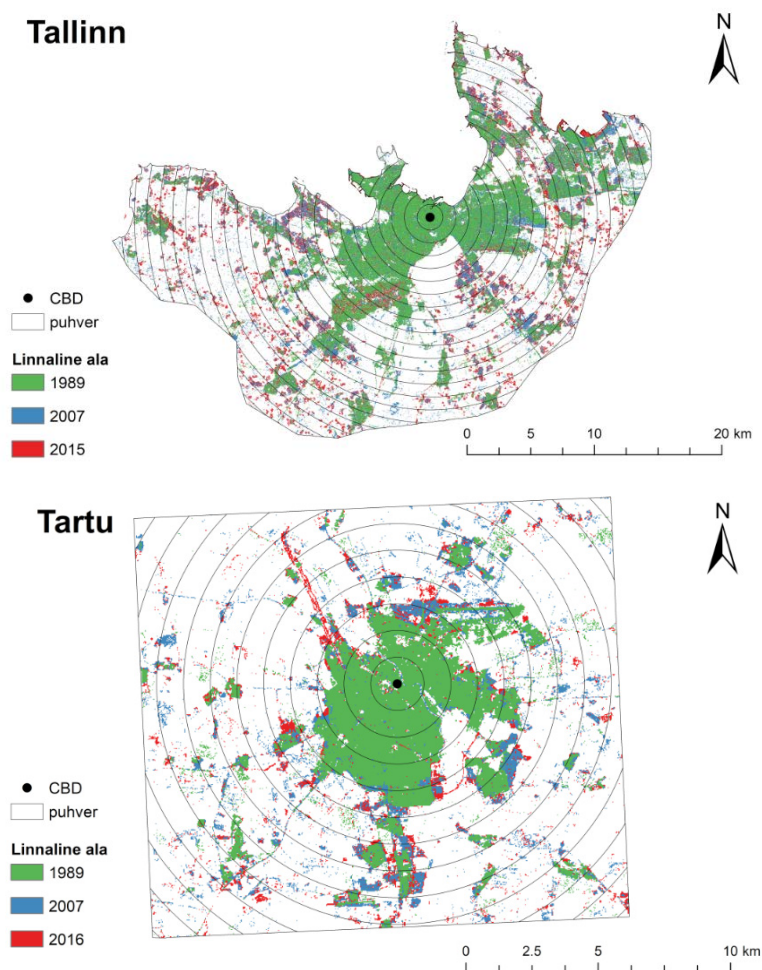 Tallinn
N
CBD
puhver
Linnaline ala
1989
2007
2015
0 5 10 20 km
Tartu
N
CBD
puhver
Linnaline ala
1989
2007
2016
0 2.5 5 10 km